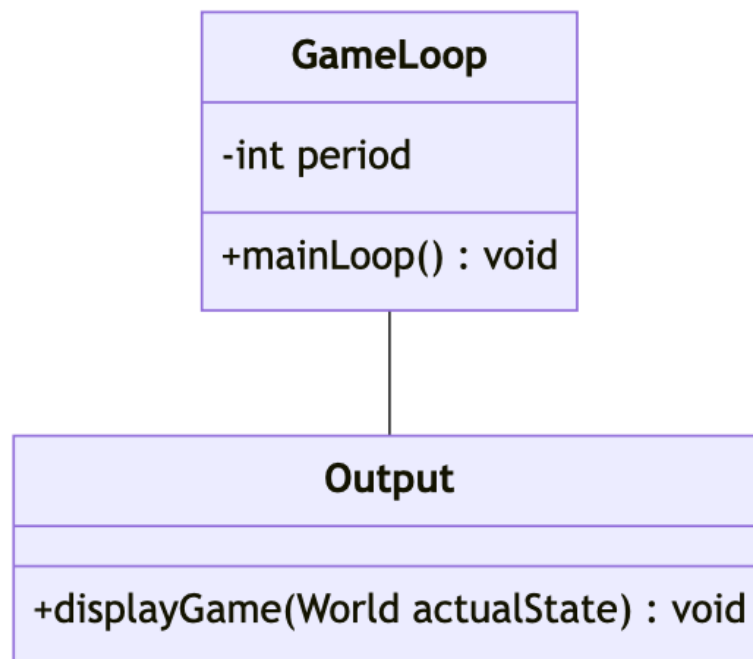 GameLoop
-int period
+mainLoop() : void
Output
+displayGame(World actualState) : void